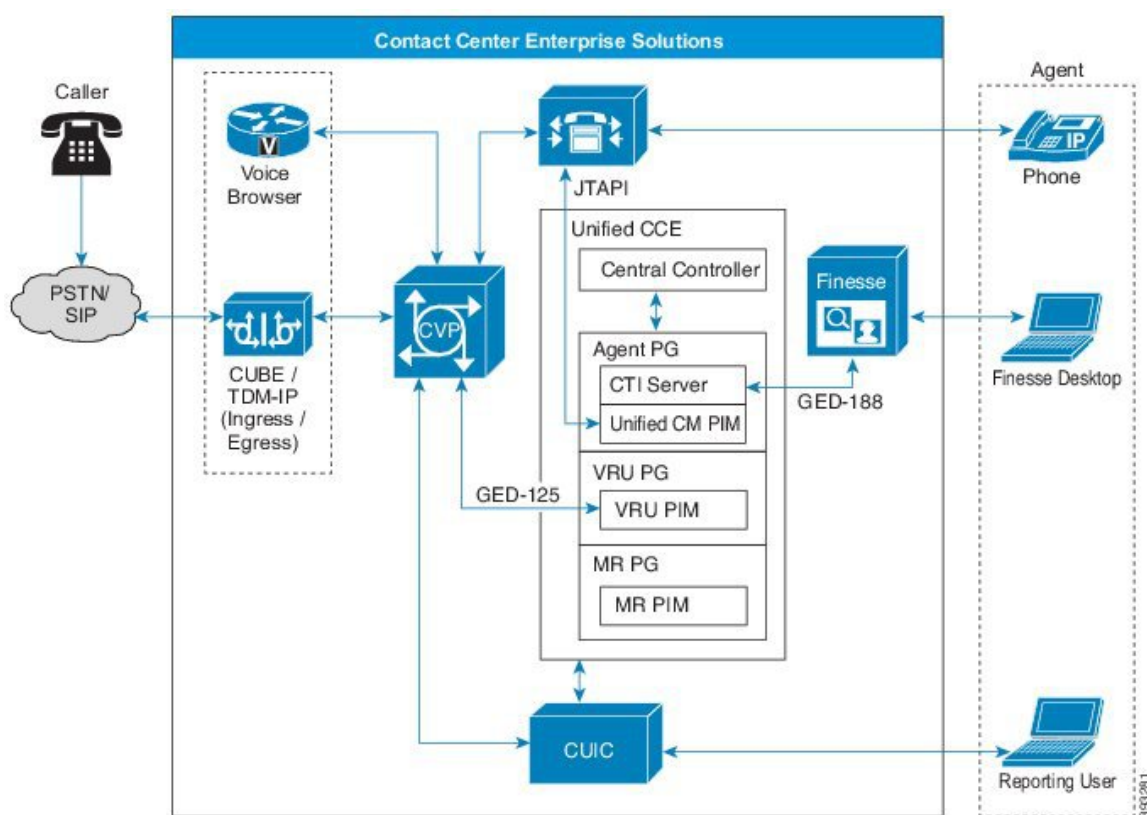 Contact Center Enterprise Solutions
Caller
PSTN/
SIP
V
Voice
Browser
CUBE /
TDM-IP
(Ingress /
Egress)
CVP
JTAPI
Unified CCE
Central Controller
Agent PG
CTI Server
Unified CM PIM
VRU PG
VRU PIM
MR PG
MR PIM
GED-125
Finesse
GED-188
CUIC
Agent
IP
Phone
Finesse Desktop
Reporting User